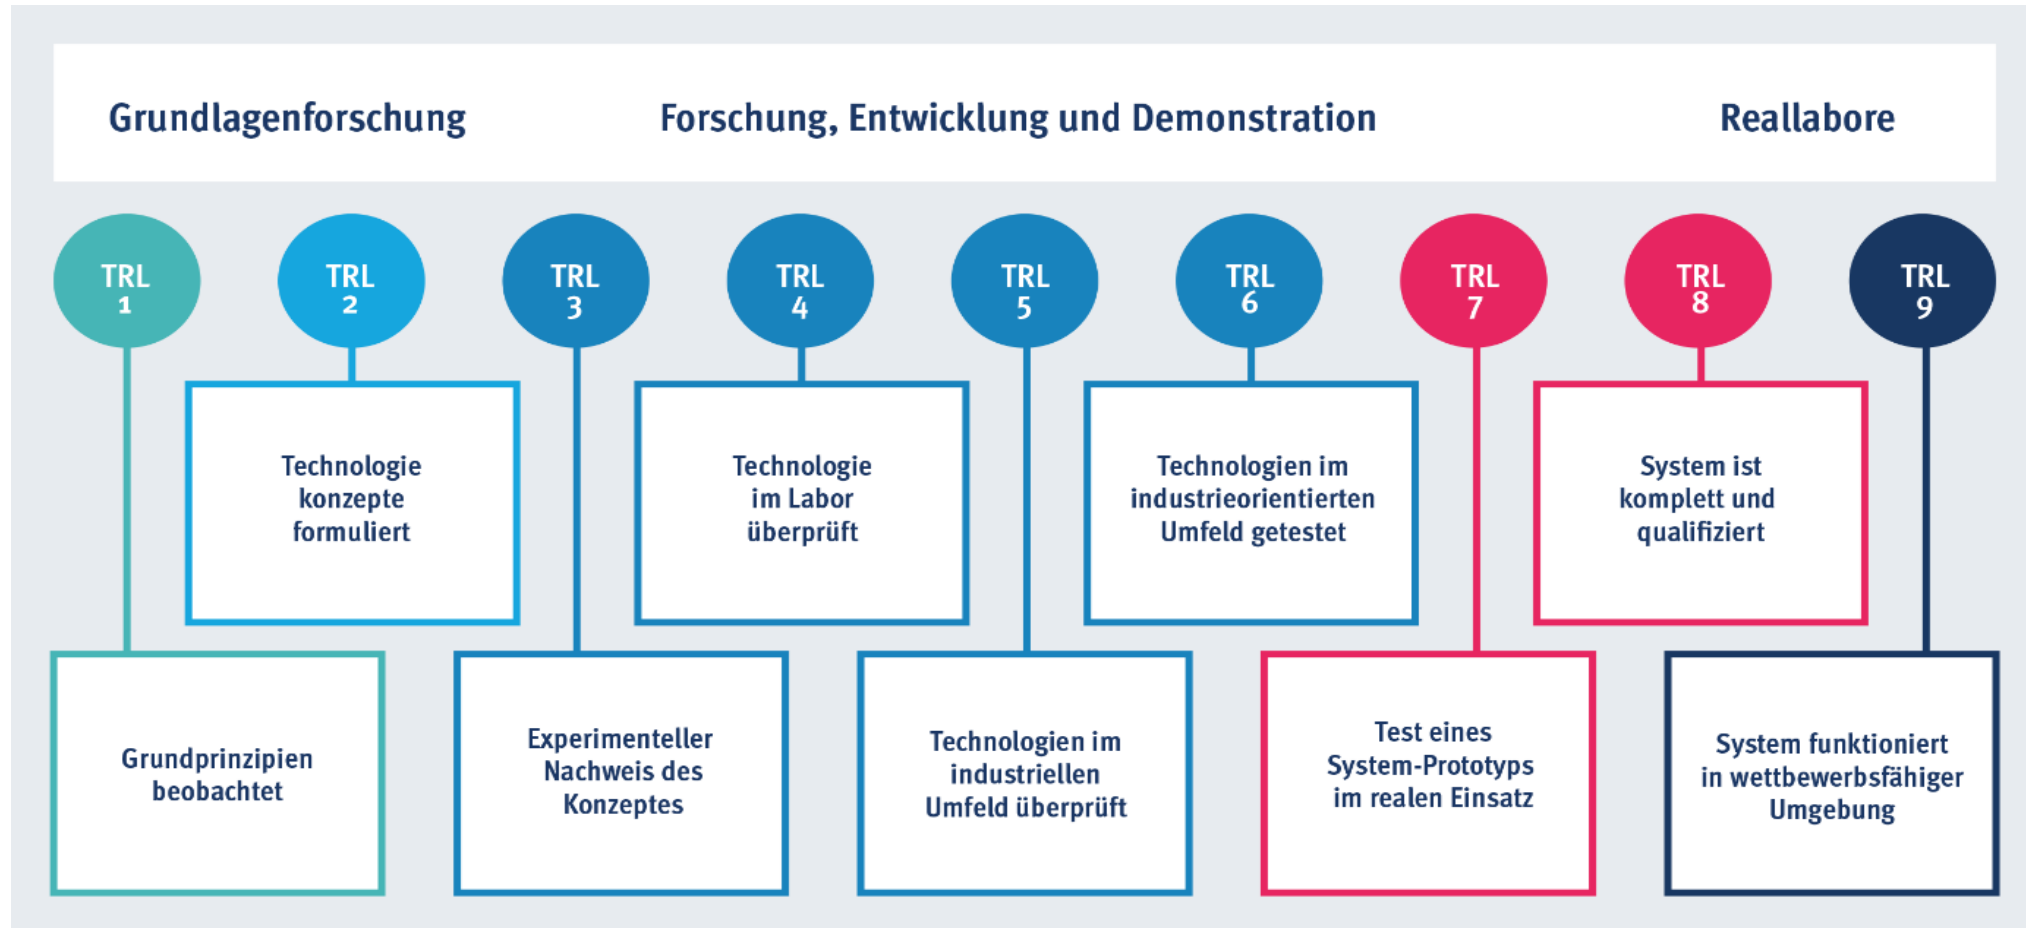 Grundlagenforschung
Forschung, Entwicklung und Demonstration
Reallabore
TRL
1
TRL
2
TRL
3
TRL
4
TRL
5
TRL
6
TRL
7
TRL
8
TRL
9
Technologie
konzepte
formuliert
Technologie
im Labor
überprüft
Technologien im
industrieorientierten
Umfeld getestet
System ist
komplett und
qualifiziert
Grundprinzipien
beobachtet
Experimenteller
Nachweis des
Konzeptes
Technologien im
industriellen
Umfeld überprüft
Test eines
System-Prototyps
im realen Einsatz
System funktioniert
in wettbewerbsfähiger
Umgebung